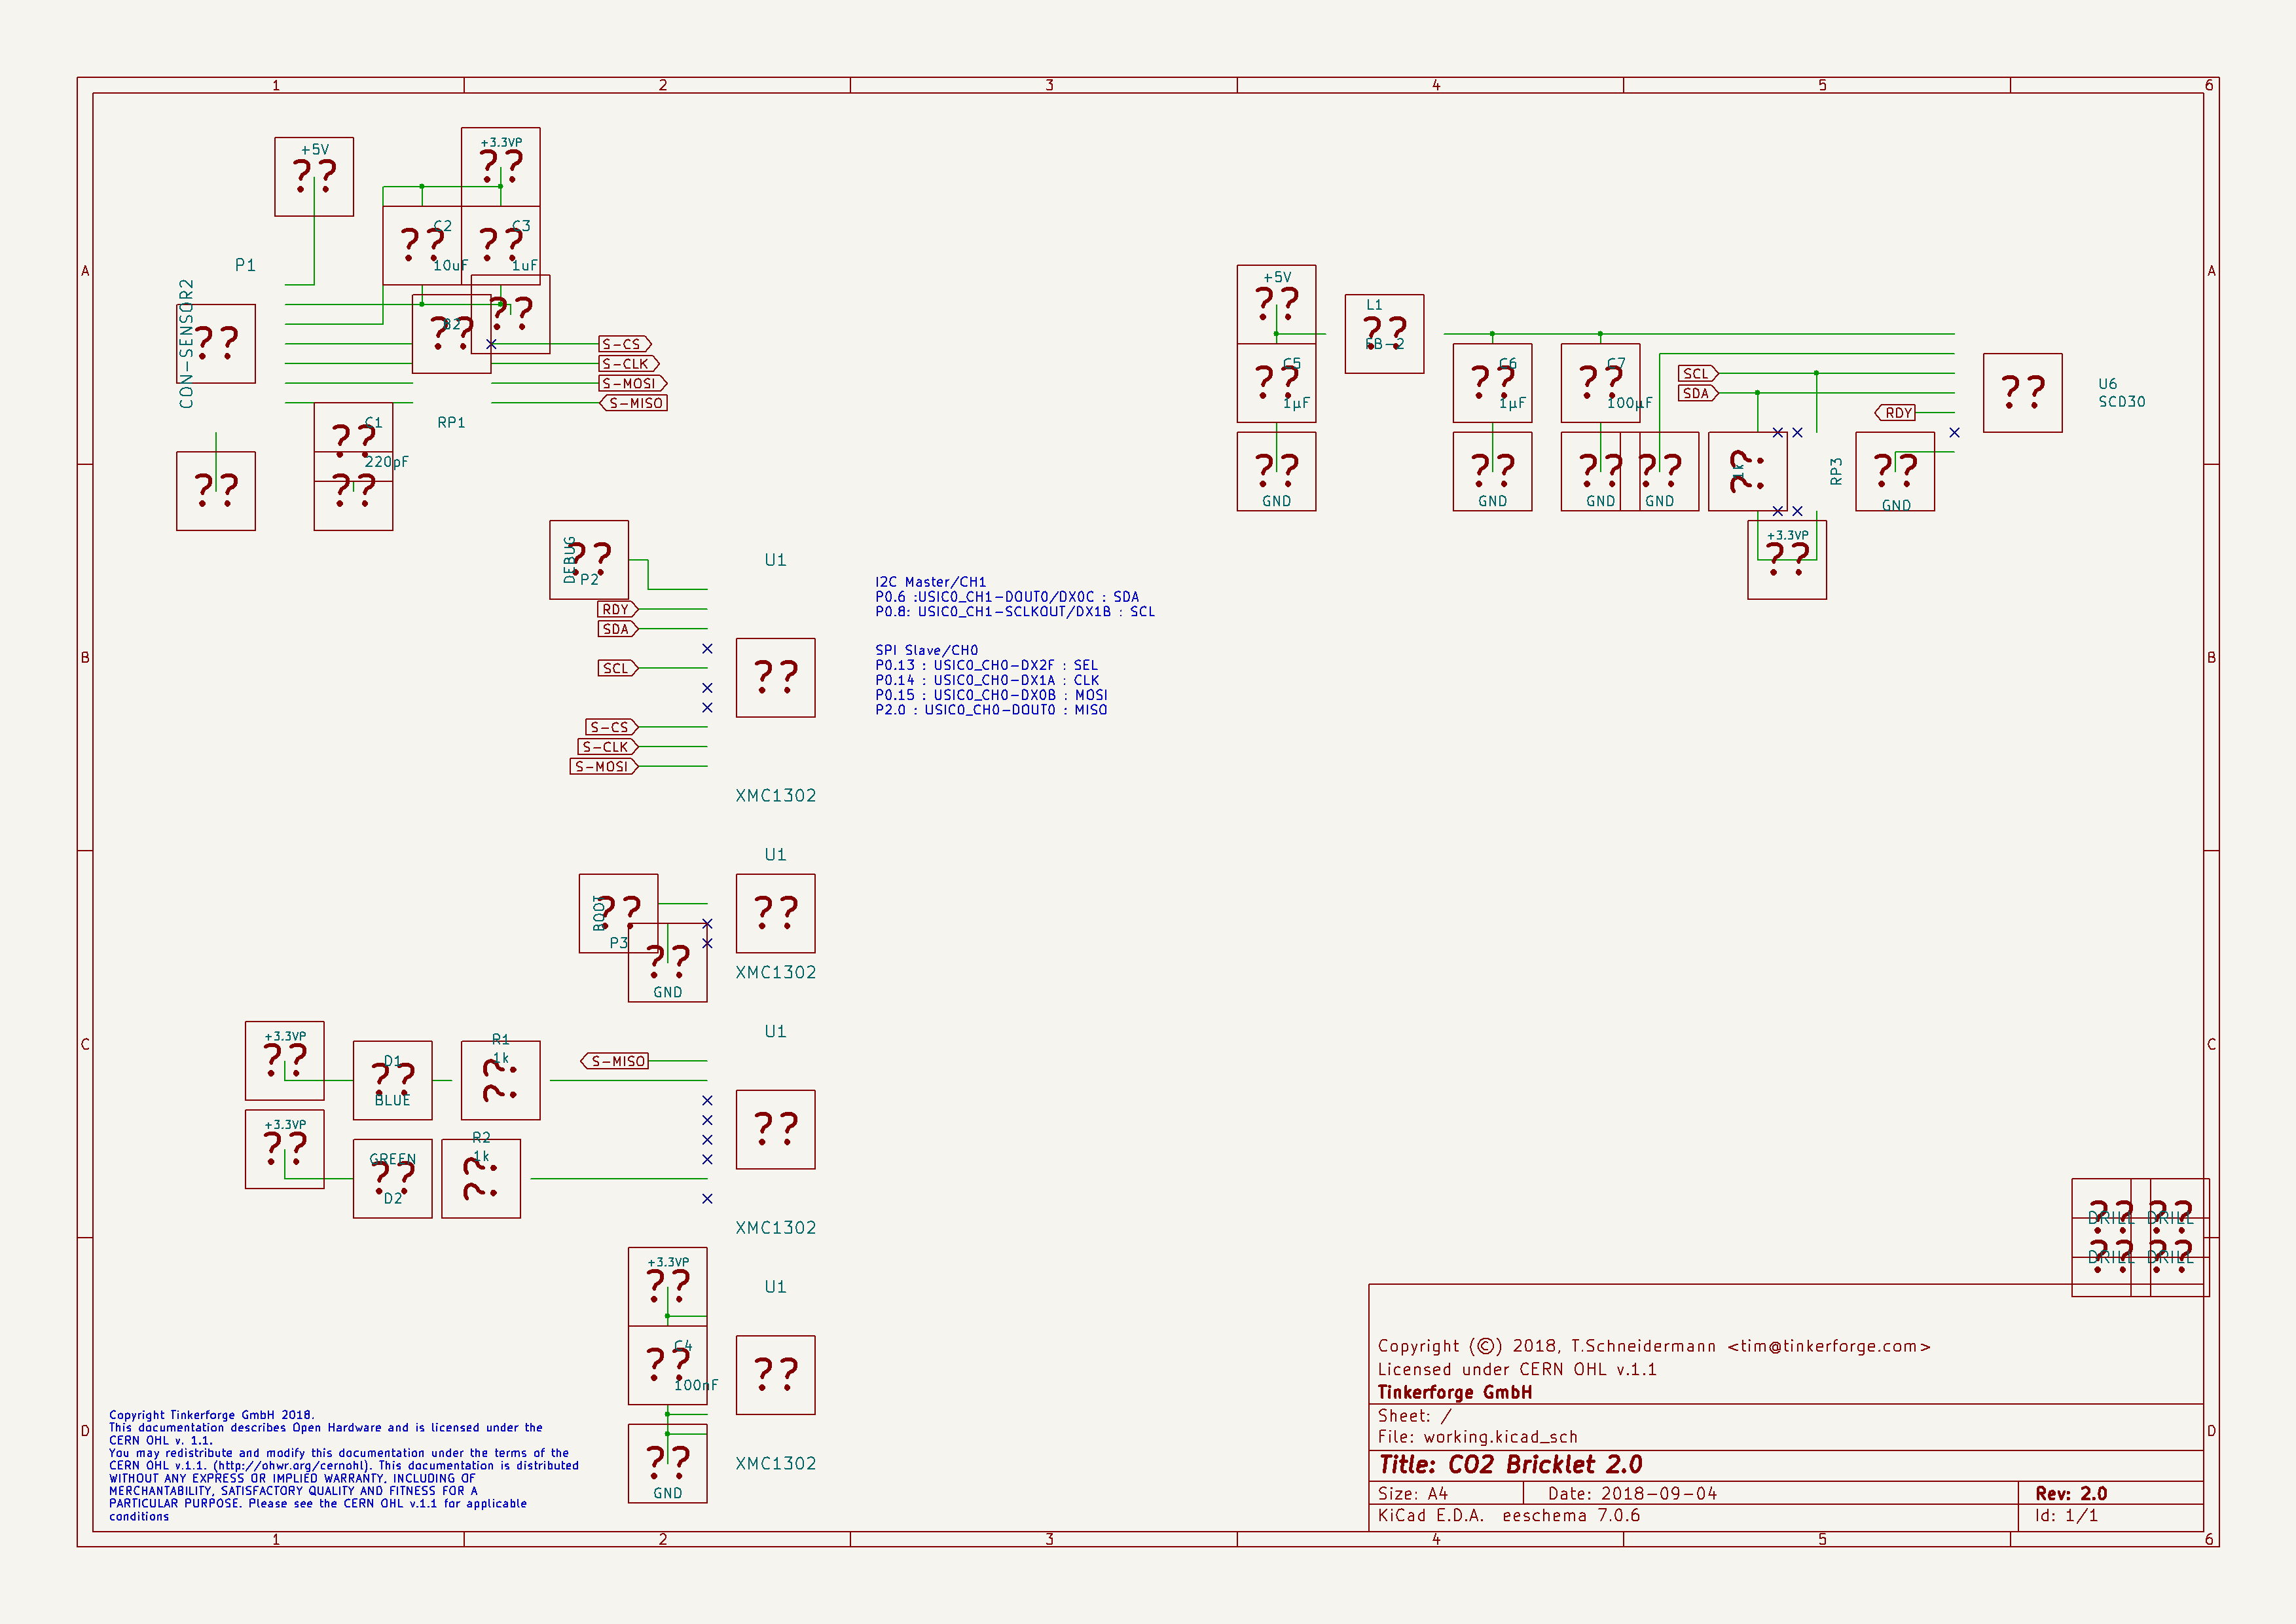 1 2 3 4 5 6
A
B
C
D
A
B
C
D
1 2 3 4 5 6
+5V
??
+3.3VP
??
C2
??
10uF
C3
??
1uF
P1
CON-SENSOR2
??
??
??
S-CS
S-CLK
S-MOSI
S-MISO
RP1
C1
??
220pF
??
??
+5V
??
L1
??
FB-2
C5
??
1µF
C6
??
1µF
C7
??
100µF
??
GND
??
GND
??
GND
??
GND
SCL
SDA
RDY
??
1k
RP3
??
GND
+3.3VP
??
??
U6
SCD30
DEBUG
??
P2
RDY
SDA
SCL
S-CS
S-CLK
S-MOSI
U1
??
XMC1302
I2C Master/CH1
P0.6 :USIC0_CH1-DOUT0/DX0C : SDA
P0.8: USIC0_CH1-SCLKOUT/DX1B : SCL
SPI Slave/CH0
P0.13 : USIC0_CH0-DX2F : SEL
P0.14 : USIC0_CH0-DX1A : CLK
P0.15 : USIC0_CH0-DX0B : MOSI
P2.0 : USIC0_CH0-DOUT0 : MISO
U1
BOOT
??
P3
??
GND
??
XMC1302
U1
+3.3VP
??
D1
??
BLUE
R1
1k
??
S-MISO
+3.3VP
??
GREEN
??
D2
R2
1k
??
??
XMC1302
+3.3VP
??
C4
??
100nF
??
GND
U1
??
XMC1302
??
DRILL
??
DRILL
??
DRILL
??
DRILL
Copyright Tinkerforge GmbH 2018.
This documentation describes Open Hardware and is licensed under the
CERN OHL v. 1.1.
You may redistribute and modify this documentation under the terms of the
CERN OHL v.1.1. (http://ohwr.org/cernohl). This documentation is distributed
WITHOUT ANY EXPRESS OR IMPLIED WARRANTY, INCLUDING OF
MERCHANTABILITY, SATISFACTORY QUALITY AND FITNESS FOR A
PARTICULAR PURPOSE. Please see the CERN OHL v.1.1 for applicable
conditions
Copyright (©) 2018, T.Schneidermann <tim@tinkerforge.com>
Licensed under CERN OHL v.1.1
Tinkerforge GmbH
Sheet: /
File: working.kicad_sch
Title: CO2 Bricklet 2.0
Size: A4 Date: 2018-09-04 Rev: 2.0
KiCad E.D.A. eeschema 7.0.6 Id: 1/1